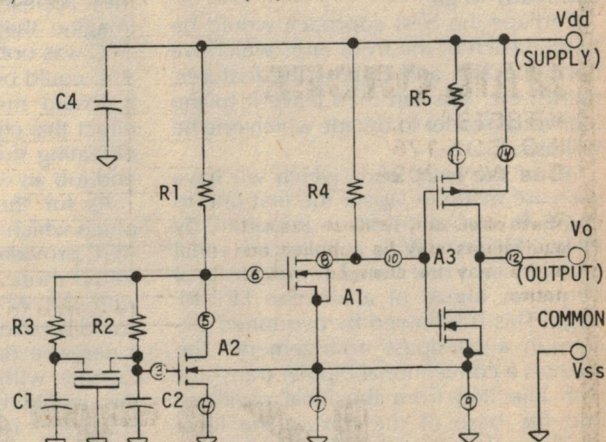 Vdd
(SUPPLY)
C4
R5
R1
R4
11
14
Vo
6
8
10
A3
12
(OUTPUT)
A1
COMMON
R3
R2
5
A2
3
Vss
C1
C2
4
7
9